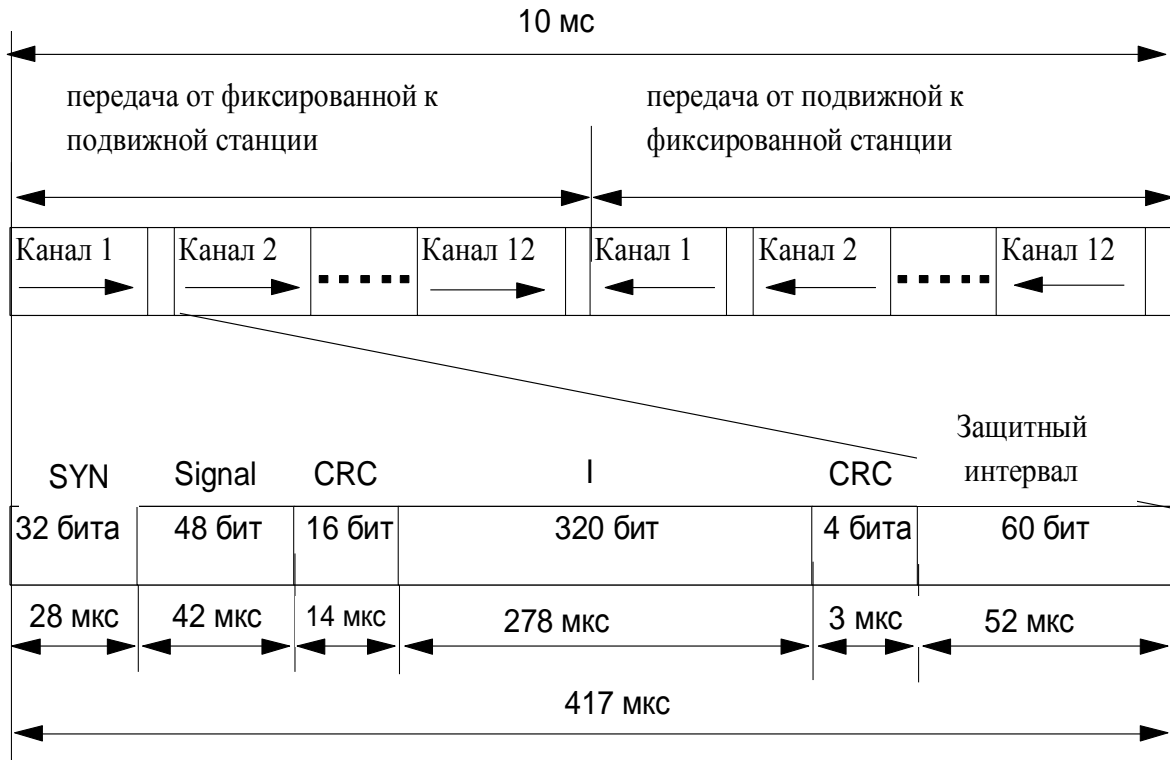 10 мс
передача от фиксированной к
подвижной станции
передача от подвижной к
фиксированной станции
Канал 1 Канал 2 Канал 12 Канал 1 Канал 2 Канал 12
Защитный
интервал
SYN Signal CRC I CRC
32 бита 48 бит 16 бит 320 бит 4 бита 60 бит
28 мкс 42 мкс 14 мкс 278 мкс 3 мкс 52 мкс
417 мкс